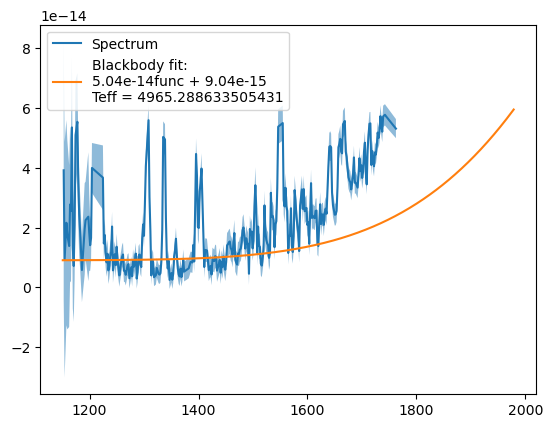 1e−14
8
Spectrum
Blackbody fit:
5.04e-14func + 9.04e-15
Teff = 4965.288633505431
6
4
2
0
−2
1200 1400 1600 1800 2000